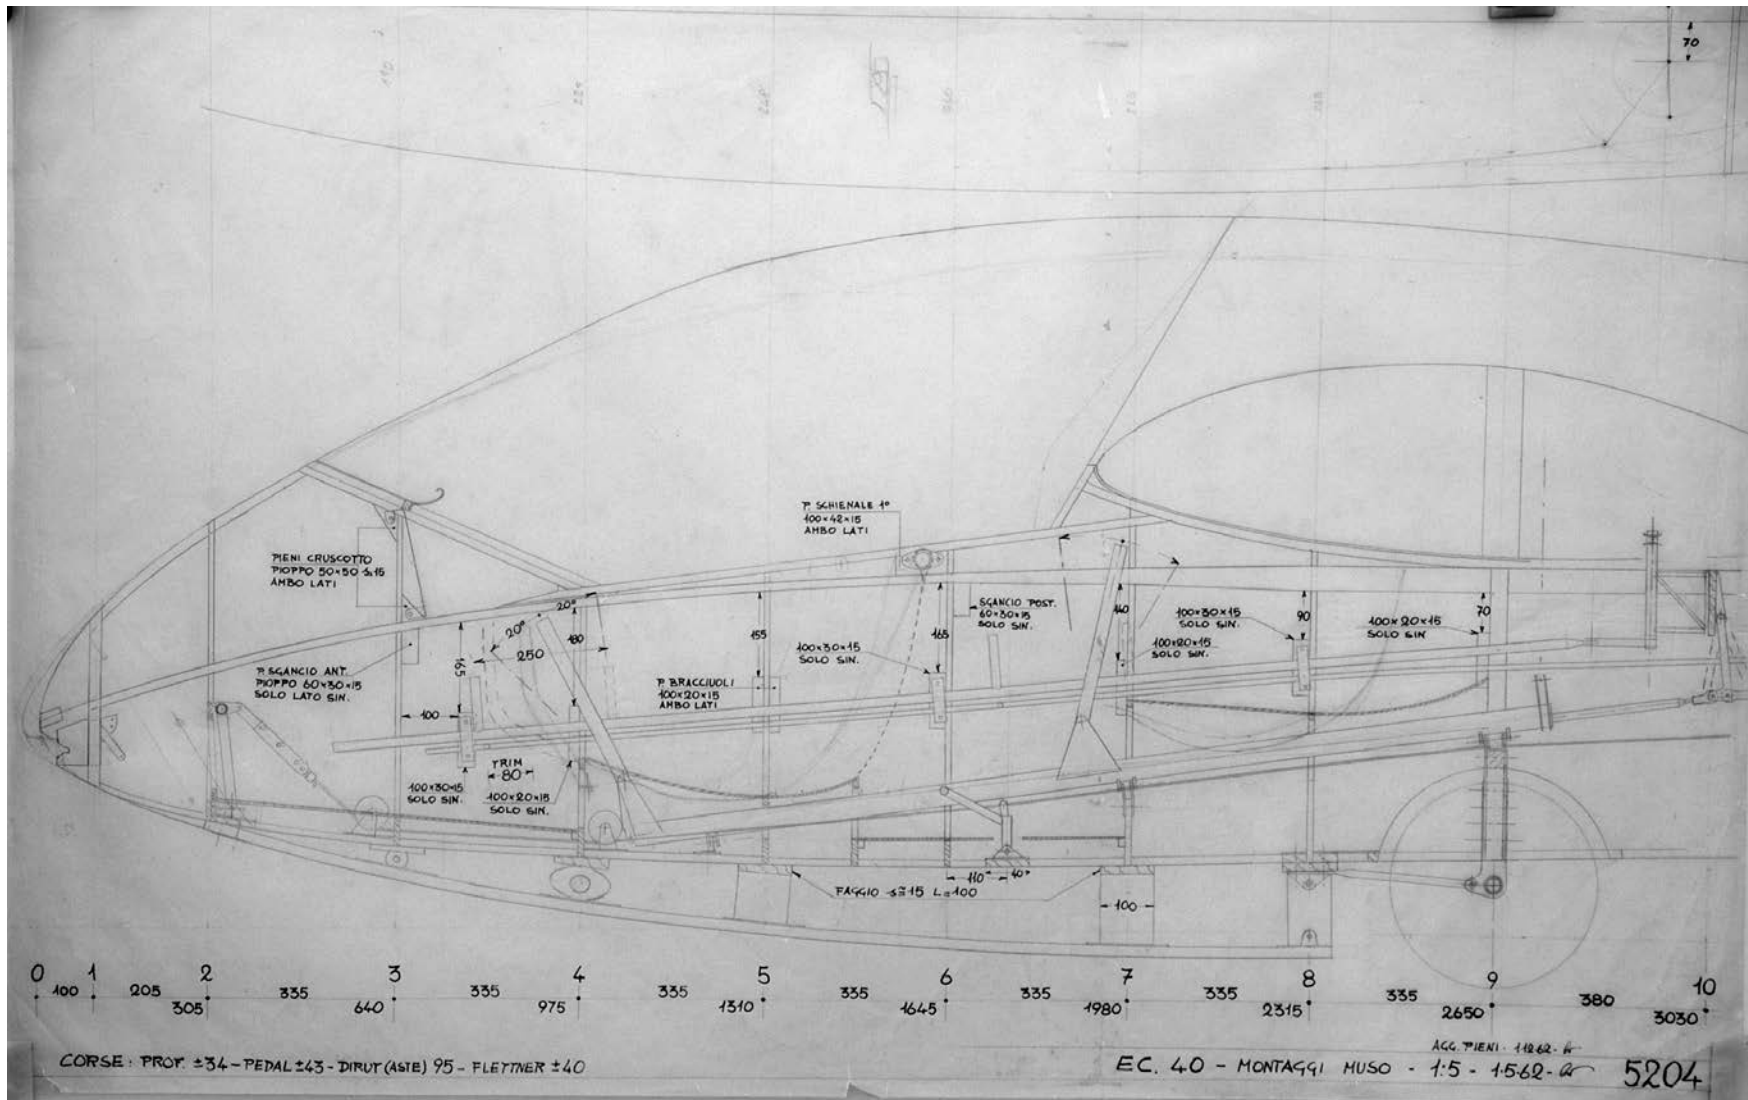 70
PIENI CRUSCOTTO
PIOPPO 50×50 s.15
AMBO LATI
P. SCHIENALE 1°
100×42×15
AMBO LATI
P. SGANCIO ANT.
PIOPPO 60×30×15
SOLO LATO SIN.
20°
20°
250
165
180
155
165
140
90
70
SGANCIO POST.
60×30×15
SOLO SIN.
100×30×15
SOLO SIN.
100×20×15
SOLO SIN.
100×30×15
SOLO SIN.
100×20×15
SOLO SIN
P. BRACCIUOLI
100×20×15
AMBO LATI
100
TRIM
80
100×30×15
SOLO SIN.
100×20×15
SOLO SIN.
110
40
FAGGIO s≅15 L=100
100
0 1 2 3 4 5 6 7 8 9 10
100 205 335 335 335 335 335 335 335 380
305 640 975 1310 1645 1980 2315 2650 3030
CORSE: PROF. ±34 - PEDAL ±43 - DIRUT (ASTE) 95 - FLETTNER ±40
AGG. PIENI
EC. 40 - MONTAGGI MUSO - 1:5 - 1-5-62 -
5204